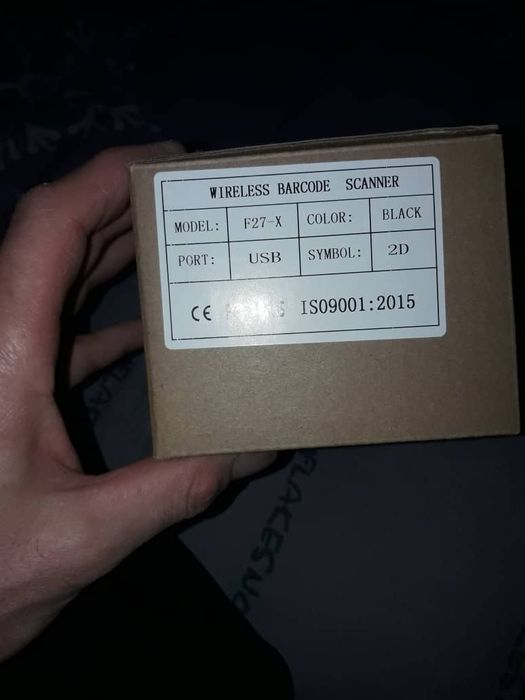 WIRELESS BARCODE SCANNER
MODEL: F27-X COLOR: BLACK
PORT: USB SYMBOL: 2D
CE ISO9001:2015